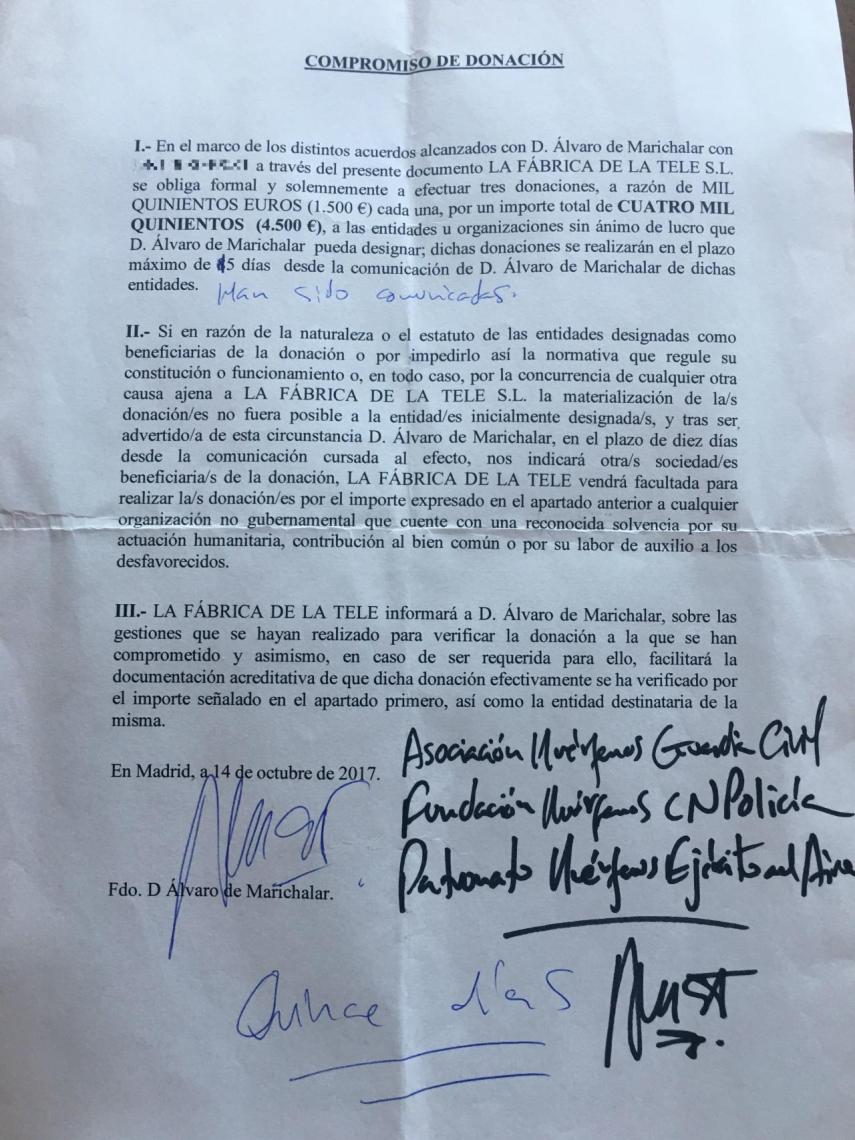 COMPROMISO DE DONACIÓN
I.- En el marco de los distintos acuerdos alcanzados con D. Álvaro de Marichalar con
a través del presente documento LA FÁBRICA DE LA TELE S.L.
se obliga formal y solemnemente a efectuar tres donaciones, a razón de MIL
QUINIENTOS EUROS (1.500 €) cada una, por un importe total de CUATRO MIL
QUINIENTOS (4.500 €), a las entidades u organizaciones sin ánimo de lucro que
D. Álvaro de Marichalar pueda designar; dichas donaciones se realizarán en el plazo
máximo de 15 días desde la comunicación de D. Álvaro de Marichalar de dichas
entidades. Han sido comunicadas.
II.- Si en razón de la naturaleza o el estatuto de las entidades designadas como
beneficiarias de la donación o por impedirlo así la normativa que regule su
constitución o funcionamiento o, en todo caso, por la concurrencia de cualquier otra
causa ajena a LA FÁBRICA DE LA TELE S.L. la materialización de la/s
donación/es no fuera posible a la entidad/es inicialmente designada/s, y tras ser
advertido/a de esta circunstancia D. Álvaro de Marichalar, en el plazo de diez días
desde la comunicación cursada al efecto, nos indicará otra/s sociedad/es
beneficiaria/s de la donación, LA FÁBRICA DE LA TELE vendrá facultada para
realizar la/s donación/es por el importe expresado en el apartado anterior a cualquier
organización no gubernamental que cuente con una reconocida solvencia por su
actuación humanitaria, contribución al bien común o por su labor de auxilio a los
desfavorecidos.
III.- LA FÁBRICA DE LA TELE informará a D. Álvaro de Marichalar, sobre las
gestiones que se hayan realizado para verificar la donación a la que se han
comprometido y asimismo, en caso de ser requerida para ello, facilitará la
documentación acreditativa de que dicha donación efectivamente se ha verificado por
el importe señalado en el apartado primero, así como la entidad destinataria de la
misma.
Asociación Huérfanos Guardia Civil
En Madrid, a 14 de octubre de 2017.
Fundación Huérfanos CN Policía
Patronato Huérfanos Ejército del Aire
Fdo. D Álvaro de Marichalar.
Quince días